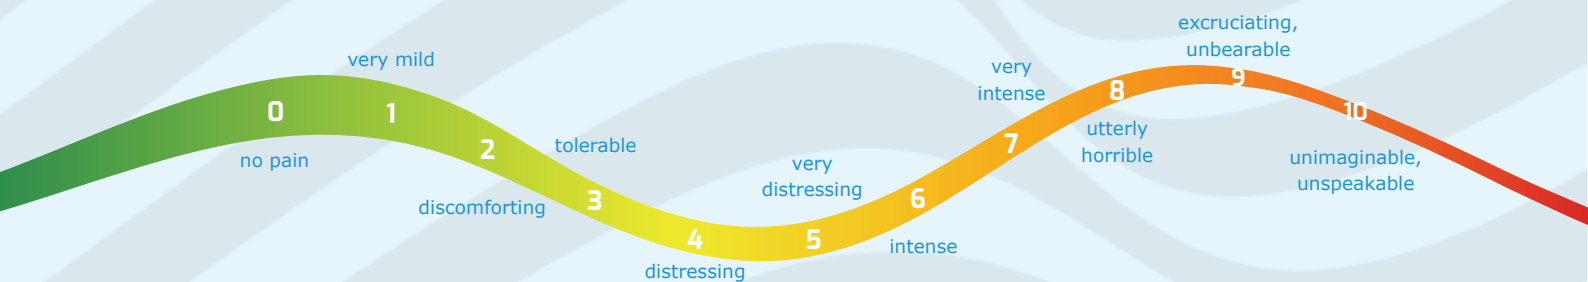 0
no pain
very mild
1
2
discomforting
tolerable
3
4
distressing
very
distressing
5
6
intense
very
intense
7
8
utterly
horrible
excruciating,
unbearable
9
10
unimaginable,
unspeakable